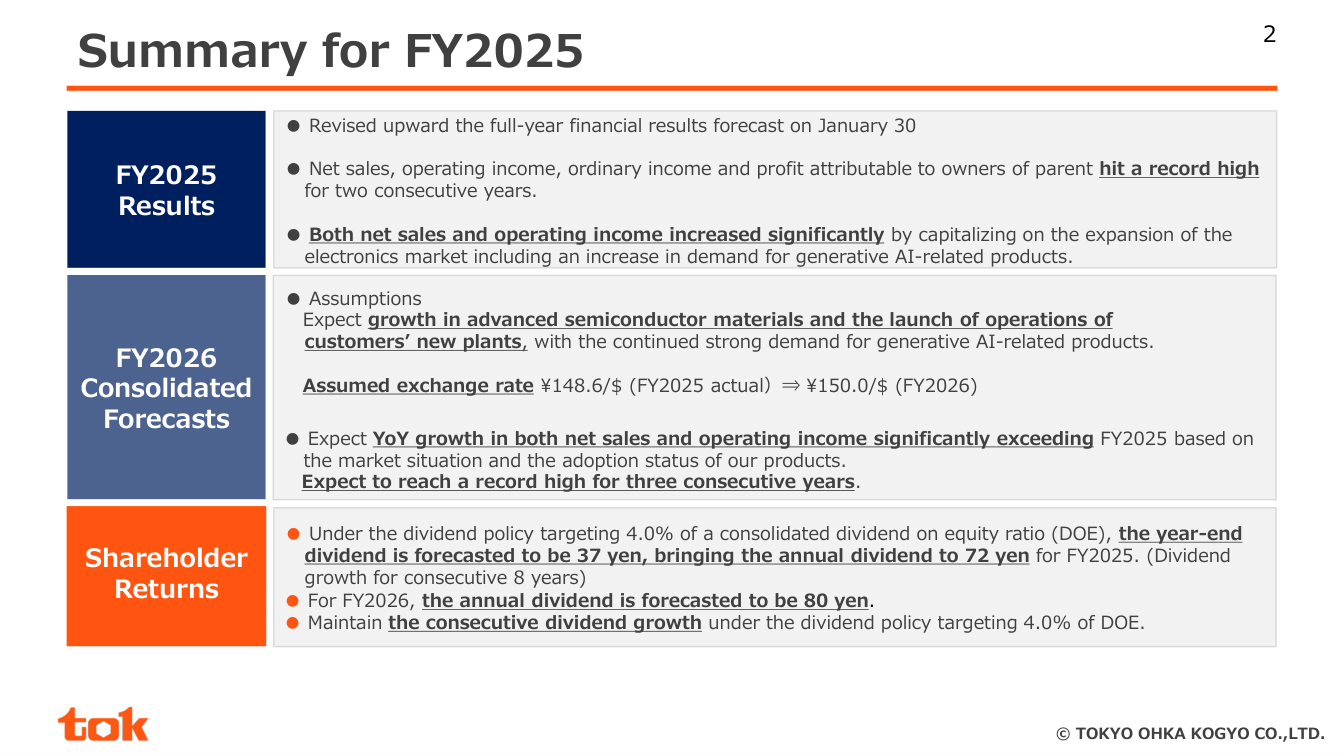 Summary for FY2025
2
FY2025
Results
● Revised upward the full-year financial results forecast on January 30
● Net sales, operating income, ordinary income and profit attributable to owners of parent hit a record high
for two consecutive years.
● Both net sales and operating income increased significantly by capitalizing on the expansion of the
electronics market including an increase in demand for generative AI-related products.
FY2026
Consolidated
Forecasts
● Assumptions
Expect growth in advanced semiconductor materials and the launch of operations of
customers’ new plants, with the continued strong demand for generative AI-related products.
Assumed exchange rate ¥148.6/$ (FY2025 actual） ⇒ ¥150.0/$ (FY2026)
● Expect YoY growth in both net sales and operating income significantly exceeding FY2025 based on
the market situation and the adoption status of our products.
Expect to reach a record high for three consecutive years.
Shareholder
Returns
● Under the dividend policy targeting 4.0% of a consolidated dividend on equity ratio (DOE), the year-end
dividend is forecasted to be 37 yen, bringing the annual dividend to 72 yen for FY2025. (Dividend
growth for consecutive 8 years)
● For FY2026, the annual dividend is forecasted to be 80 yen.
● Maintain the consecutive dividend growth under the dividend policy targeting 4.0% of DOE.
tok
© TOKYO OHKA KOGYO CO.,LTD.